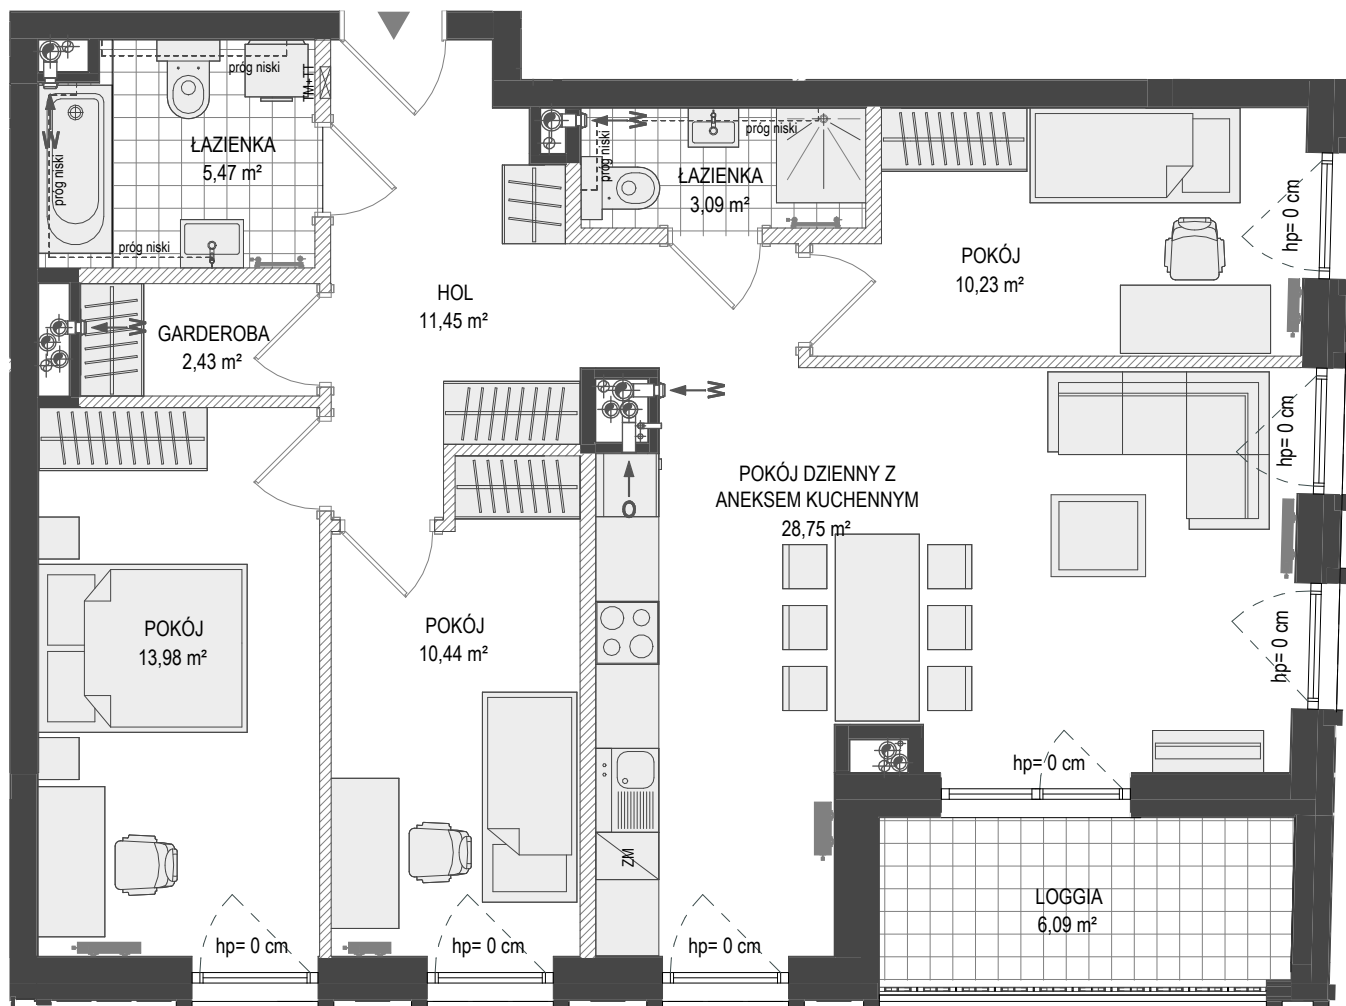 próg niski
TM+TT
ŁAZIENKA
5,47 m²
W
próg niski
próg niski
próg niski
W
próg niski
ŁAZIENKA
3,09 m²
POKÓJ
10,23 m²
hp= 0 cm
HOL
11,45 m²
GARDEROBA
2,43 m²
W
W
hp= 0 cm
POKÓJ DZIENNY Z
ANEKSEM KUCHENNYM
28,75 m²
O
POKÓJ
13,98 m²
POKÓJ
10,44 m²
hp= 0 cm
hp= 0 cm
ZM
LOGGIA
6,09 m²
hp= 0 cm
hp= 0 cm
hp= 0 cm